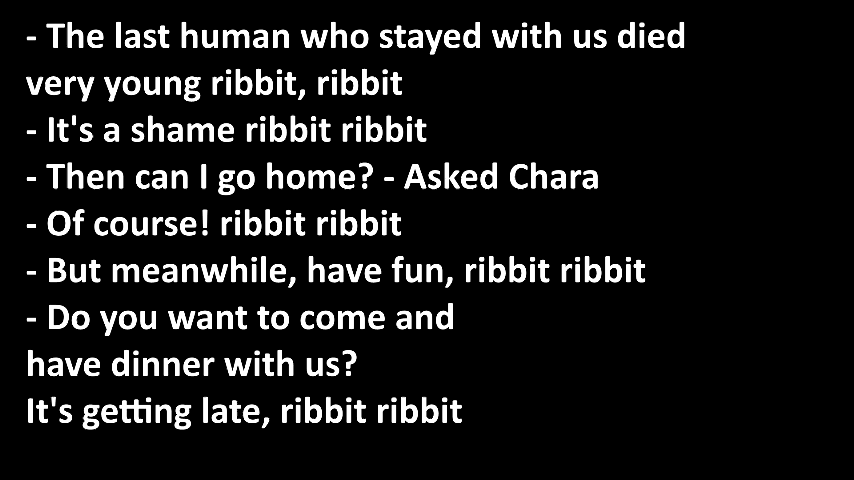 - The last human who stayed with us died
very young ribbit, ribbit
- It's a shame ribbit ribbit
- Then can I go home? - Asked Chara
- Of course! ribbit ribbit
- But meanwhile, have fun, ribbit ribbit
- Do you want to come and
have dinner with us?
It's getting late, ribbit ribbit